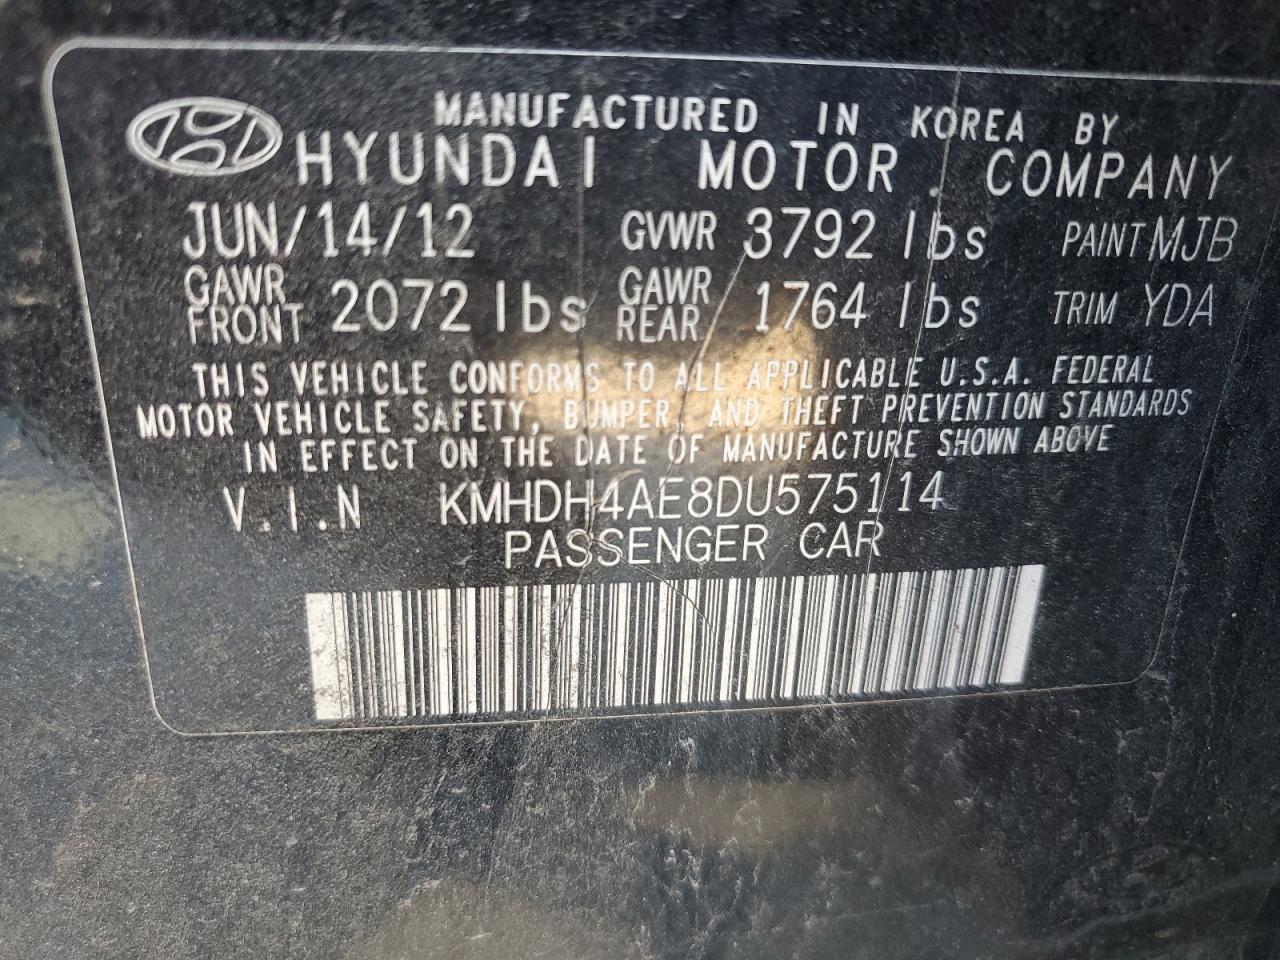 MANUFACTURED IN KOREA BY
HYUNDAI MOTOR COMPANY
JUN/14/12 GVWR 3792 lbs PAINT MJB
GAWR FRONT 2072 lbs GAWR REAR 1764 lbs TRIM YDA
THIS VEHICLE CONFORMS TO ALL APPLICABLE U.S.A. FEDERAL
MOTOR VEHICLE SAFETY, BUMPER, AND THEFT PREVENTION STANDARDS
IN EFFECT ON THE DATE OF MANUFACTURE SHOWN ABOVE
V.I.N KMHDH4AE8DU575114
PASSENGER CAR